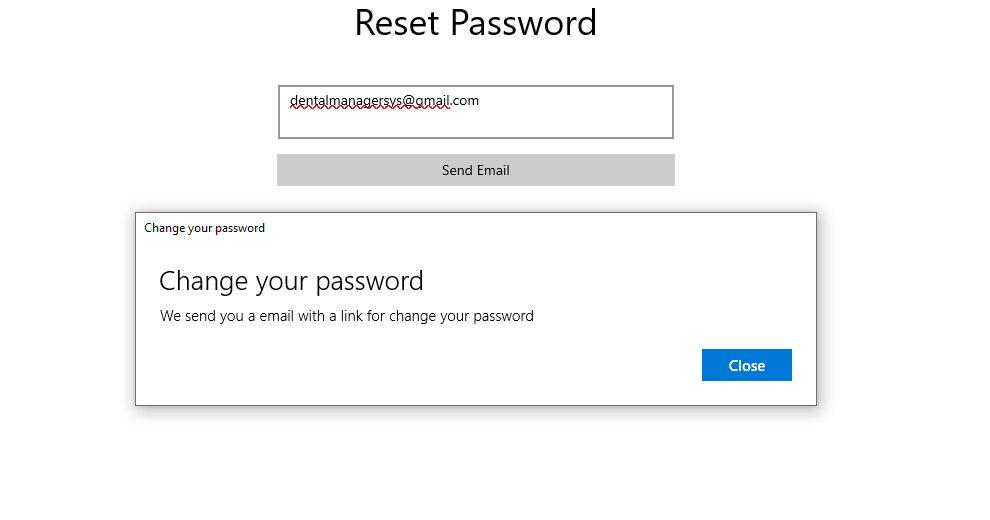 Reset Password
dentalmanagersys@gmail.com
Send Email
Change your password
Change your password
We send you a email with a link for change your password
Close